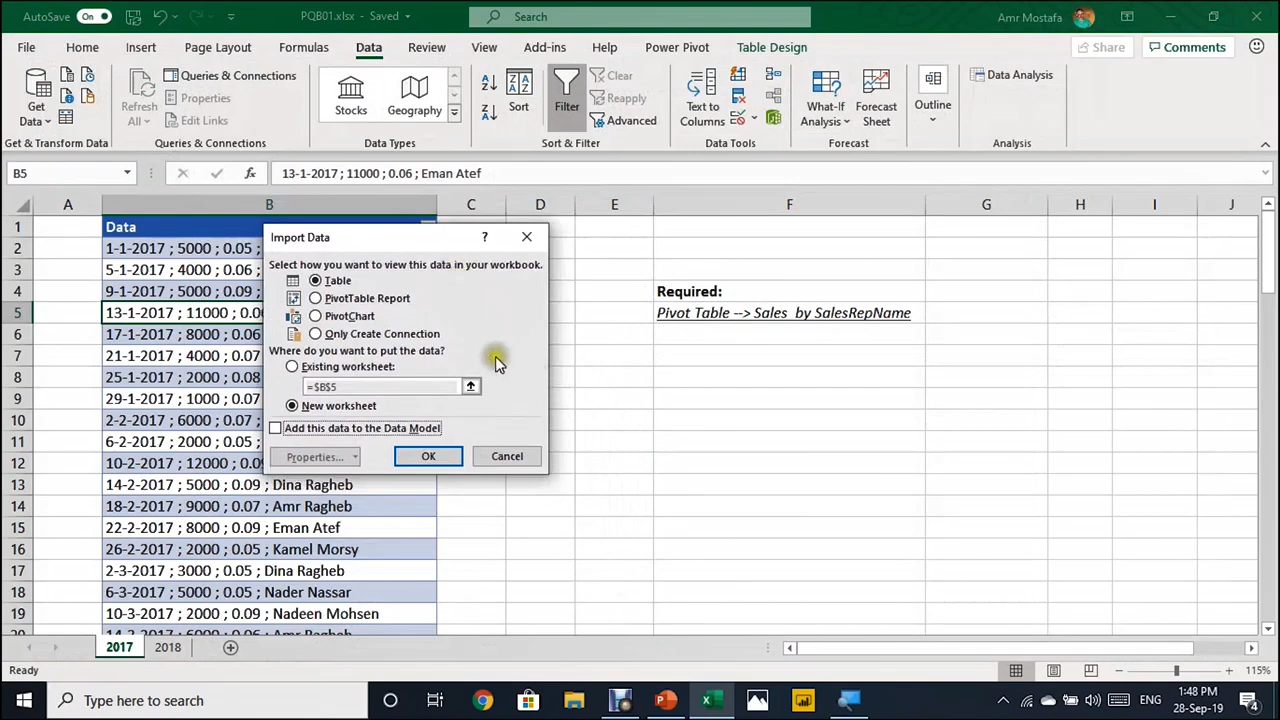 AutoSave On PQB01.xlsx - Saved Search Amr Mostafa
File Home Insert Page Layout Formulas Data Review View Add-ins Help Power Pivot Table Design Share Comments
Get Data
Refresh All
Queries & Connections
Properties
Edit Links
Stocks Geography
Sort
Filter
Clear
Reapply
Advanced
Text to Columns
What-If Analysis
Forecast Sheet
Outline
Data Analysis
Get & Transform Data Queries & Connections Data Types Sort & Filter Data Tools Forecast Analysis
B5 fx 13-1-2017 ; 11000 ; 0.06 ; Eman Atef
A B C D E F G H I J
1 Data
2 1-1-2017 ; 5000 ; 0.05 ;
3 5-1-2017 ; 4000 ; 0.06 ;
4 9-1-2017 ; 5000 ; 0.09 ; Required:
5 13-1-2017 ; 11000 ; Pivot Table --> Sales by SalesRepName
6 17-1-2017 ; 8000 ; 0.06
7 21-1-2017 ; 4000 ; 0.07
8 25-1-2017 ; 2000 ; 0.08
9 29-1-2017 ; 1000 ; 0.07
10 2-2-2017 ; 6000 ; 0.07 ;
11 6-2-2017 ; 2000 ; 0.05 ;
12 10-2-2017 ; 12000 ;
13 14-2-2017 ; 5000 ; 0.09 ; Dina Ragheb
14 18-2-2017 ; 9000 ; 0.07 ; Amr Ragheb
15 22-2-2017 ; 8000 ; 0.09 ; Eman Atef
16 26-2-2017 ; 2000 ; 0.05 ; Kamel Morsy
17 2-3-2017 ; 3000 ; 0.05 ; Dina Ragheb
18 6-3-2017 ; 5000 ; 0.05 ; Nader Nassar
19 10-3-2017 ; 2000 ; 0.09 ; Nadeen Mohsen
20 14-3-2017 ; 6000 ; 0.06 ; Amr Ragheb
Import Data ?
Select how you want to view this data in your workbook.
Table
PivotTable Report
PivotChart
Only Create Connection
Where do you want to put the data?
Existing worksheet:
=$B$5
New worksheet
Add this data to the Data Model
Properties... OK Cancel
2017 2018
Ready 115%
Type here to search ENG 1:48 PM
28-Sep-19 4